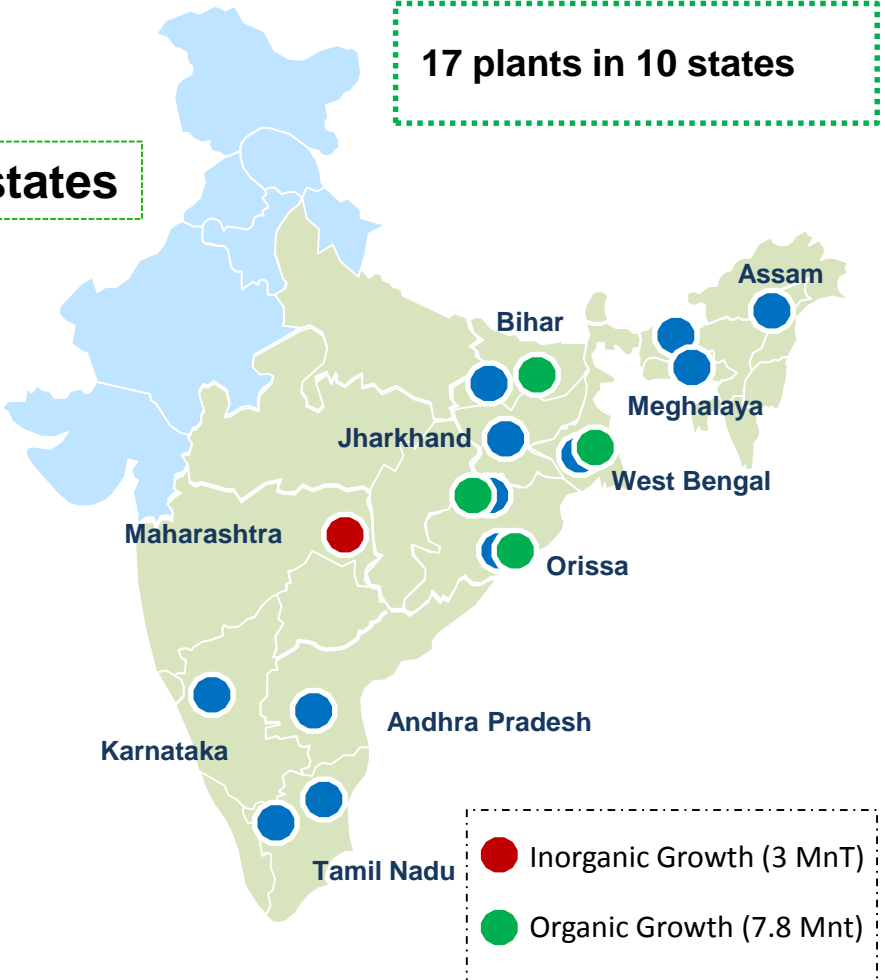 17 plants in 10 states
states
Assam
Bihar
Meghalaya
Jharkhand
West Bengal
Maharashtra
Orissa
Andhra Pradesh
Karnataka
Tamil Nadu
Inorganic Growth (3 MnT)
Organic Growth (7.8 Mnt)